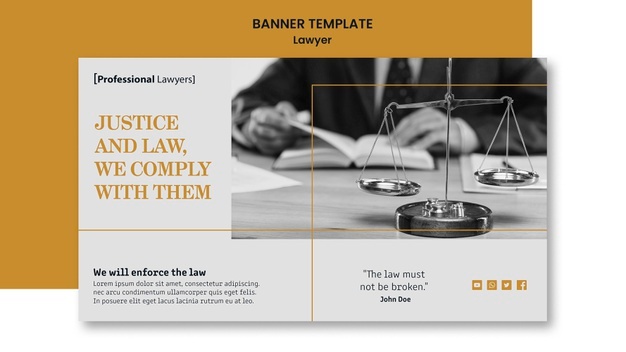 BANNER TEMPLATE
Lawyer
[Professional Lawyers]
JUSTICE
AND LAW,
WE COMPLY
WITH THEM
We will enforce the law
Lorem ipsum dolor sit amet, consectetur adipiscing.
nec arcu condimentum ullamcorper quis eget felis.
In posuere elit eget lacus lacinia rutrum eu at leo.
"The law must
not be broken."
John Doe